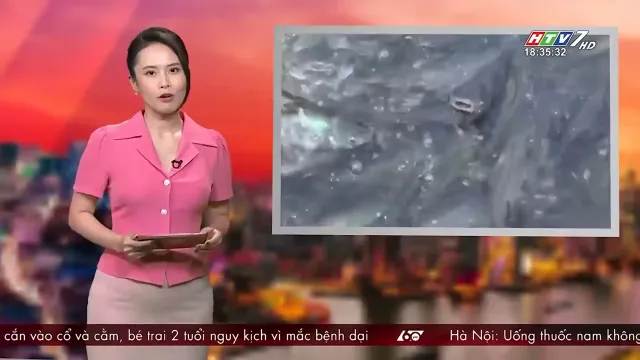 HTV7 HD
18:35:32
cắn vào cổ và cằm, bé trai 2 tuổi nguy kịch vì mắc bệnh dại 60 Hà Nội: Uống thuốc nam không